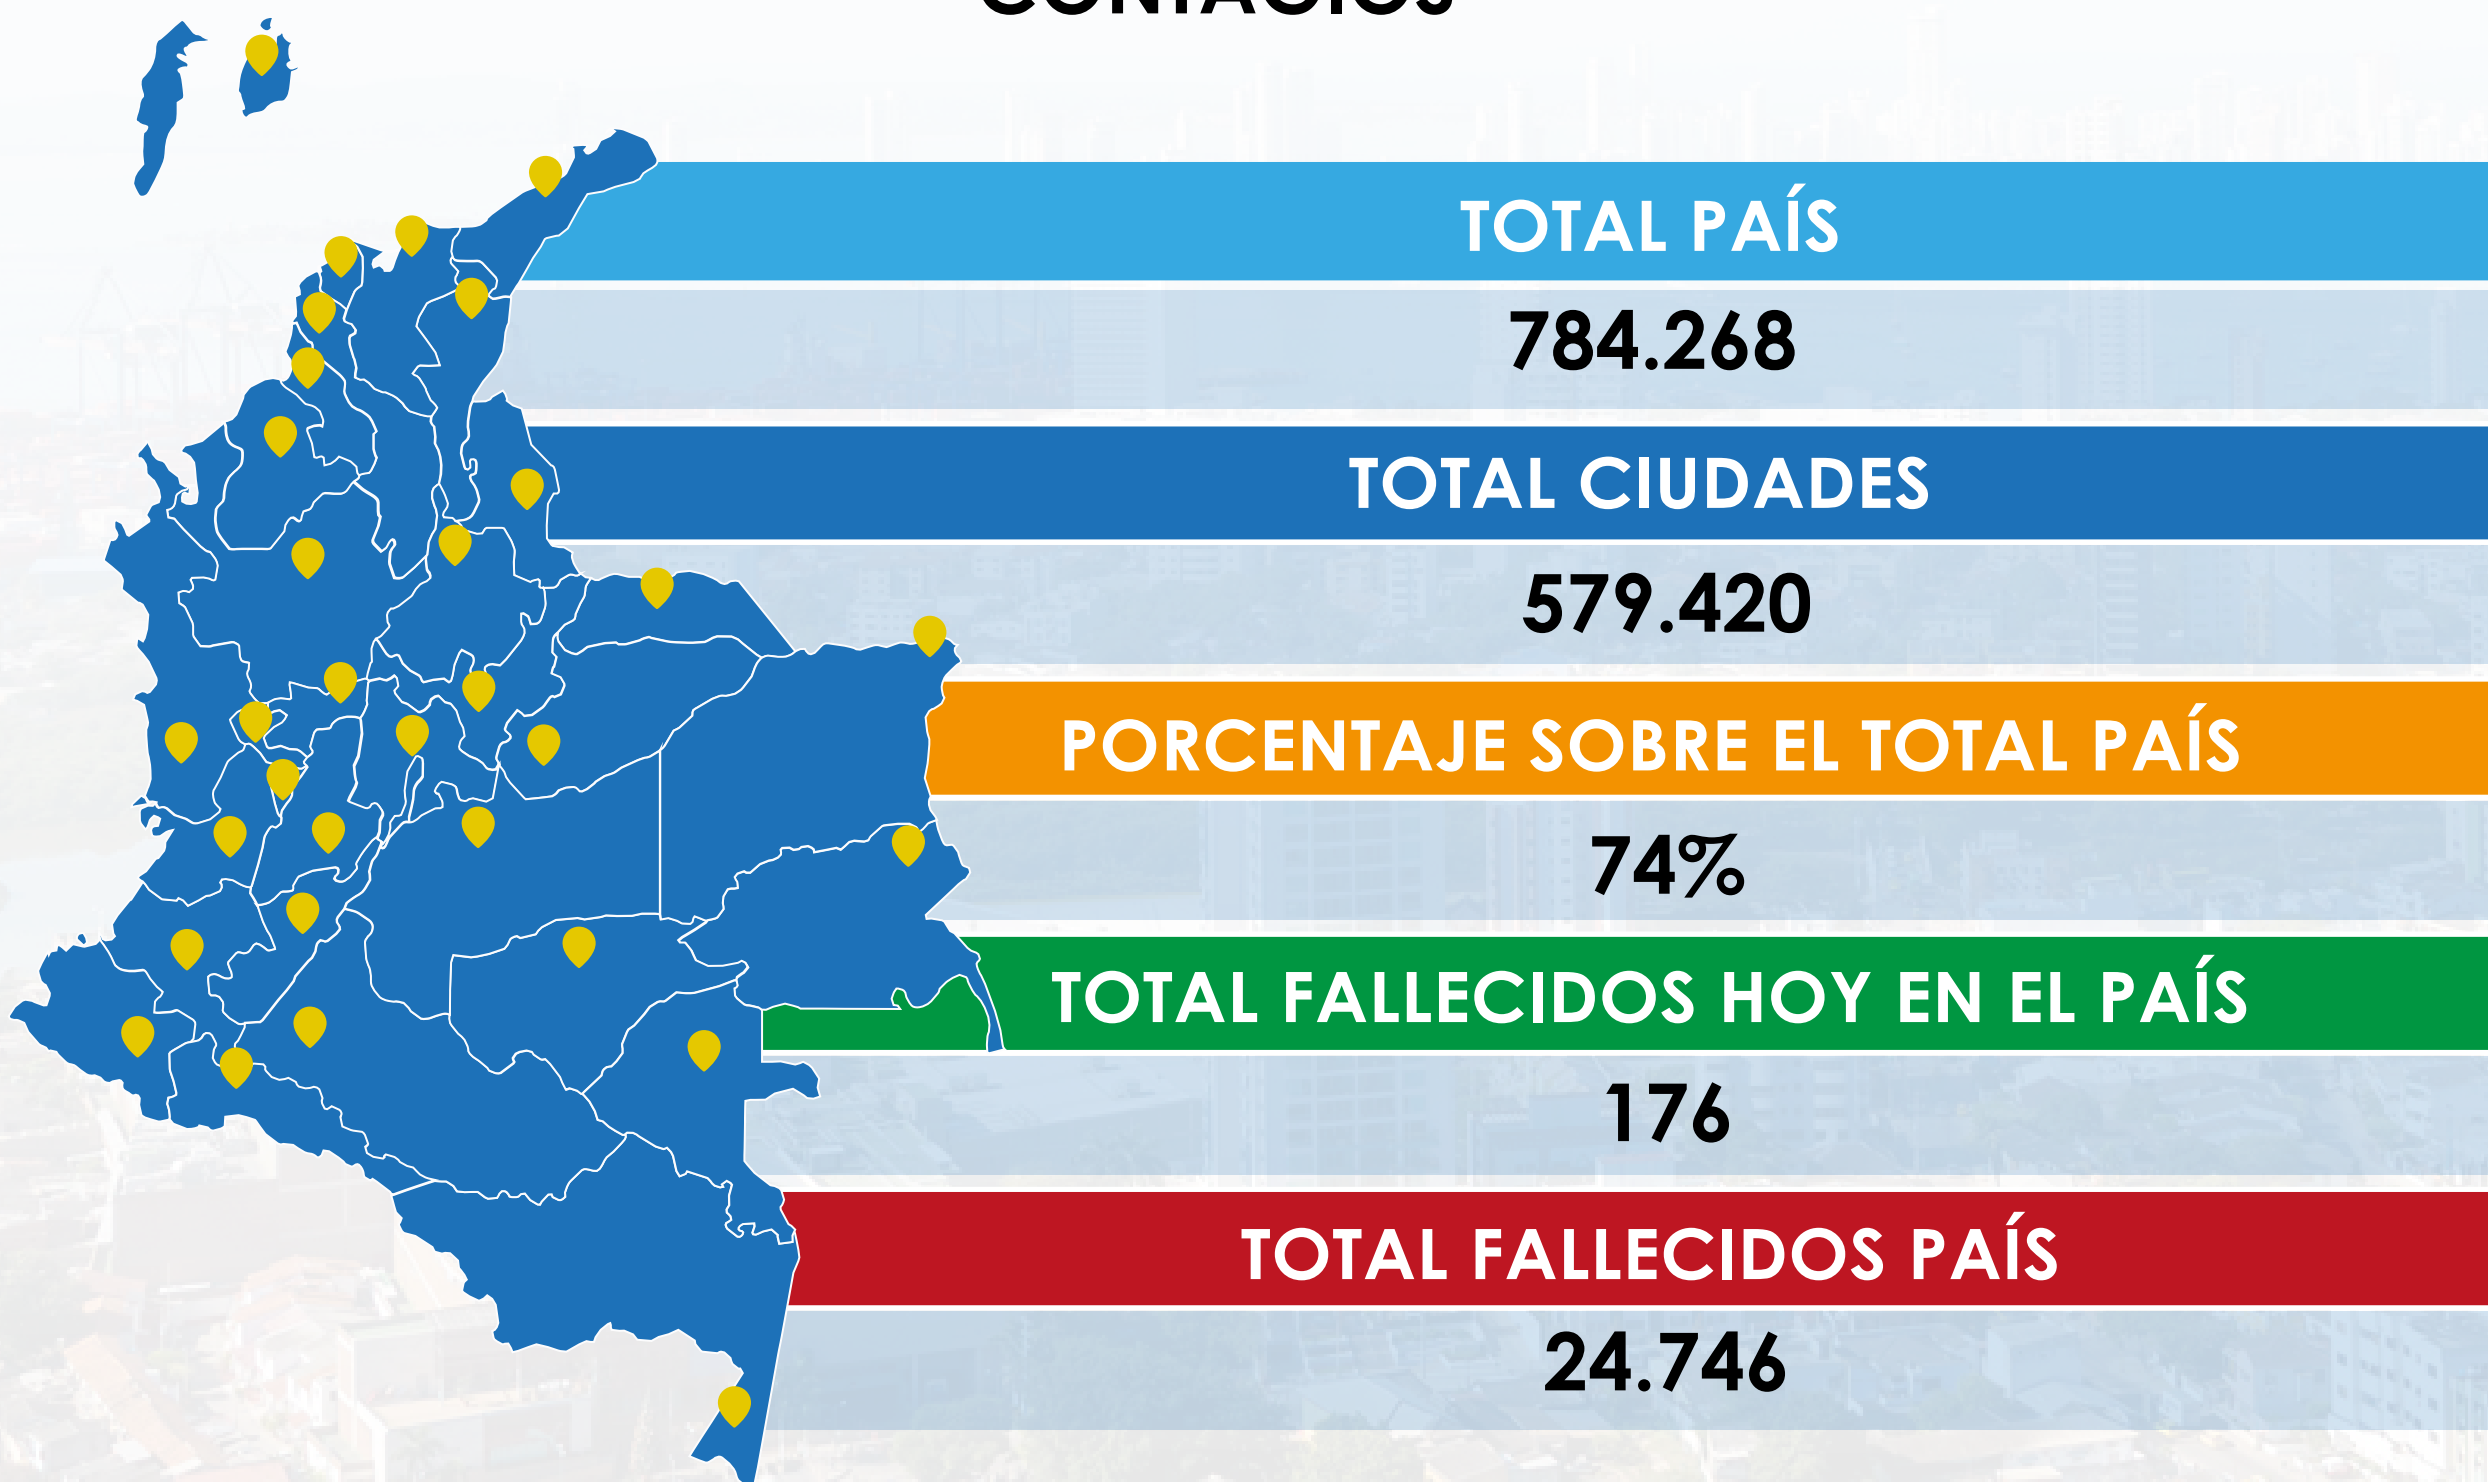 CONTAGIOS
TOTAL PAÍS
784.268
TOTAL CIUDADES
579.420
PORCENTAJE SOBRE EL TOTAL PAÍS
74%
TOTAL FALLECIDOS HOY EN EL PAÍS
176
TOTAL FALLECIDOS PAÍS
24.746